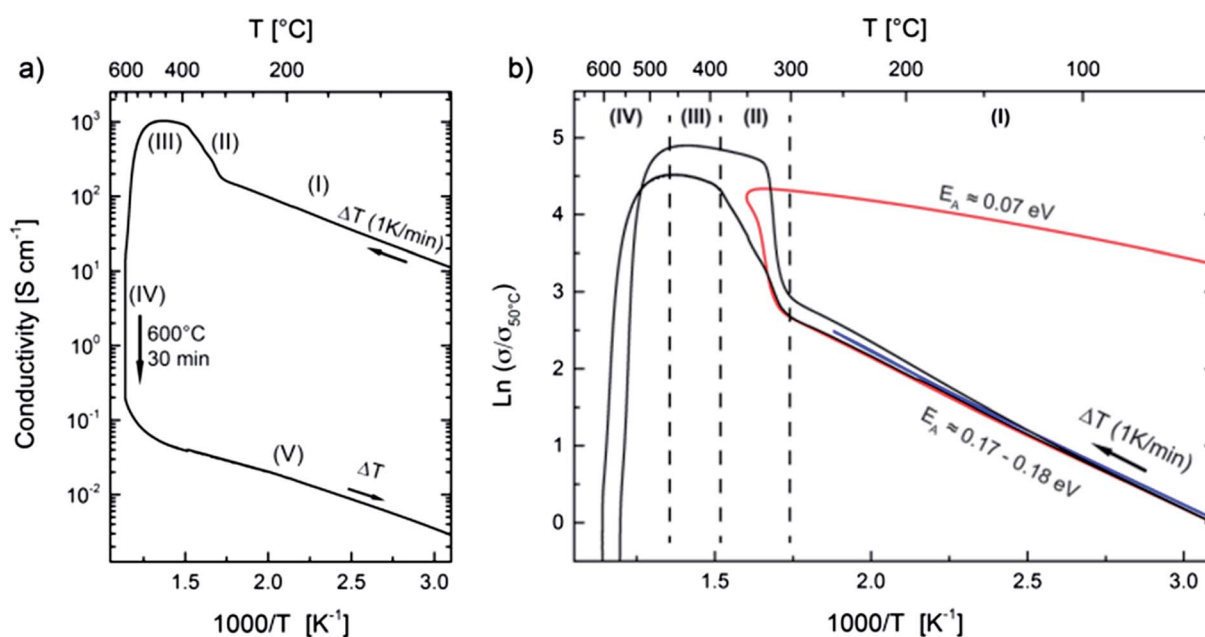 a)
T [°C]
600 400 200
Conductivity [S cm⁻¹]
10³
10²
10¹
10⁰
10⁻¹
10⁻²
(III)
(II)
(I)
ΔT (1K/min)
(IV)
600°C
30 min
(V)
ΔT
1.5 2.0 2.5 3.0
1000/T [K⁻¹]
b)
T [°C]
600 500 400 300 200 100
(IV) (III) (II) (I)
Ln (σ/σ50°C)
5
4
3
2
1
0
E_A ≈ 0.07 eV
ΔT (1K/min)
E_A ≈ 0.17 - 0.18 eV
1.5 2.0 2.5 3.0
1000/T [K⁻¹]